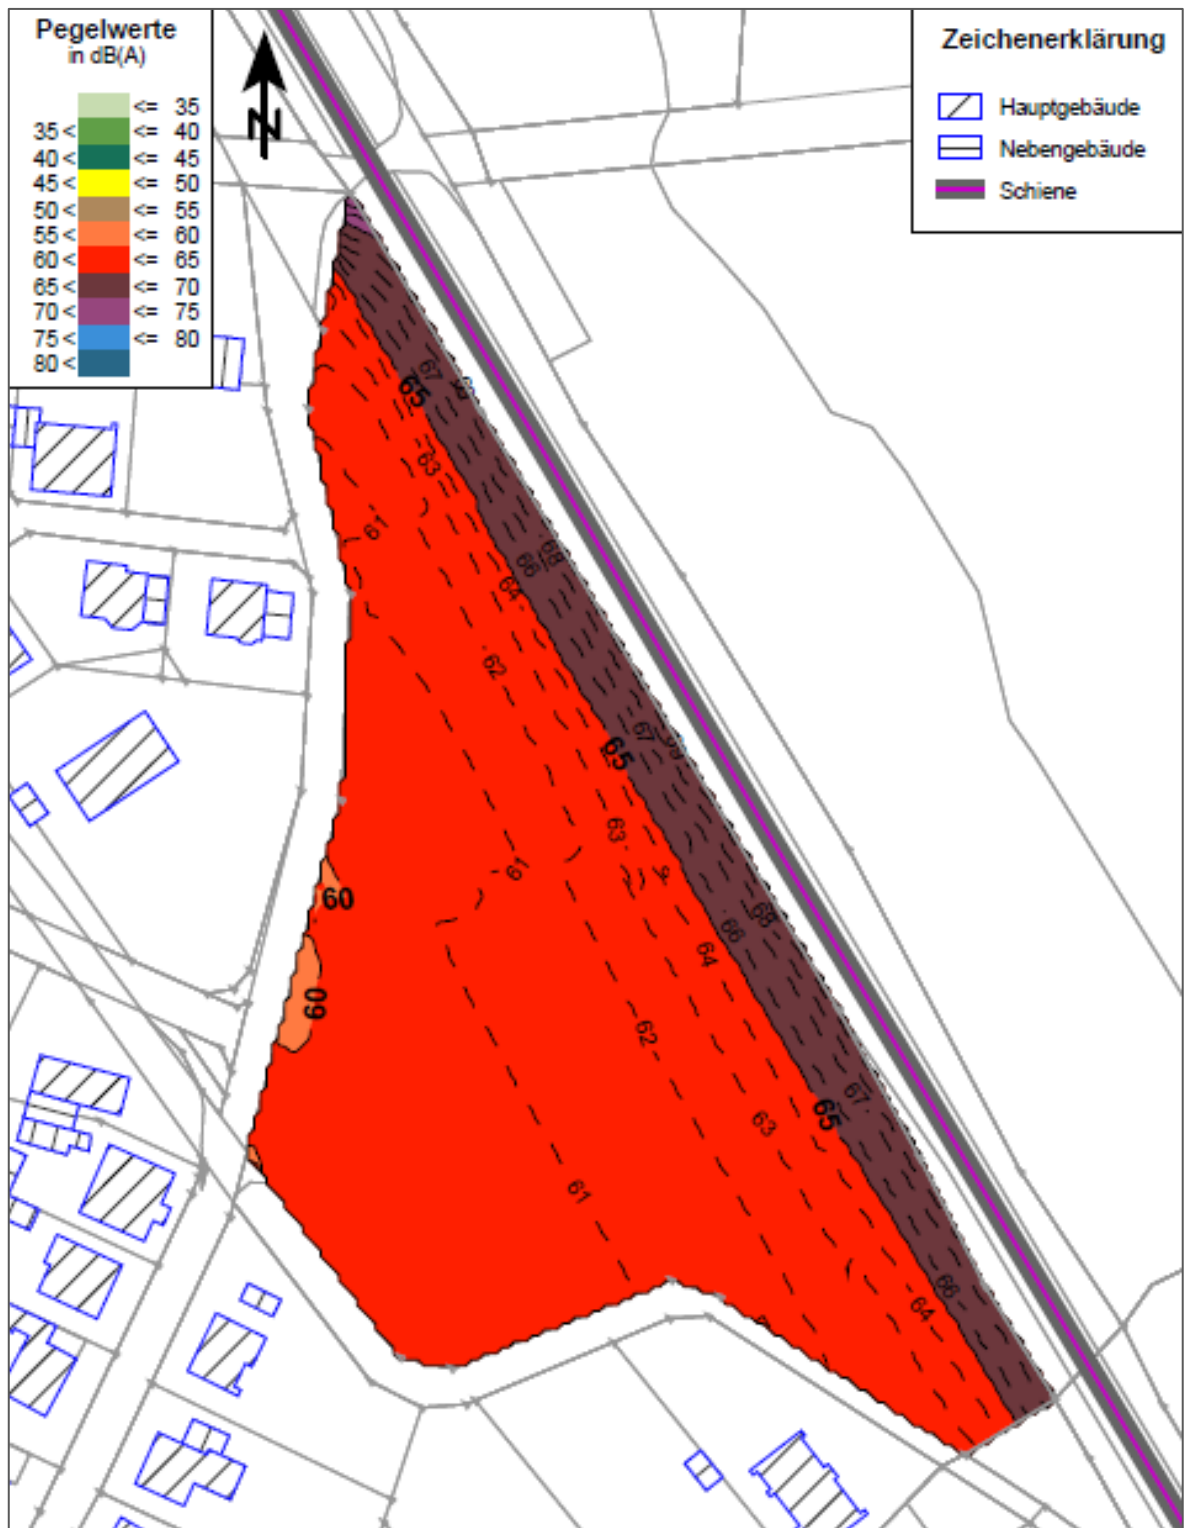 Pegelwerte
in dB(A)
<= 35
35 < <= 40
40 < <= 45
45 < <= 50
50 < <= 55
55 < <= 60
60 < <= 65
65 < <= 70
70 < <= 75
75 < <= 80
80 <
N
Zeichenerklärung
Hauptgebäude
Nebengebäude
Schiene
67
65
63
61
68
66
64
62
67
65
63
61
60
68
66
64
60
62
67
65
63
61
66
64